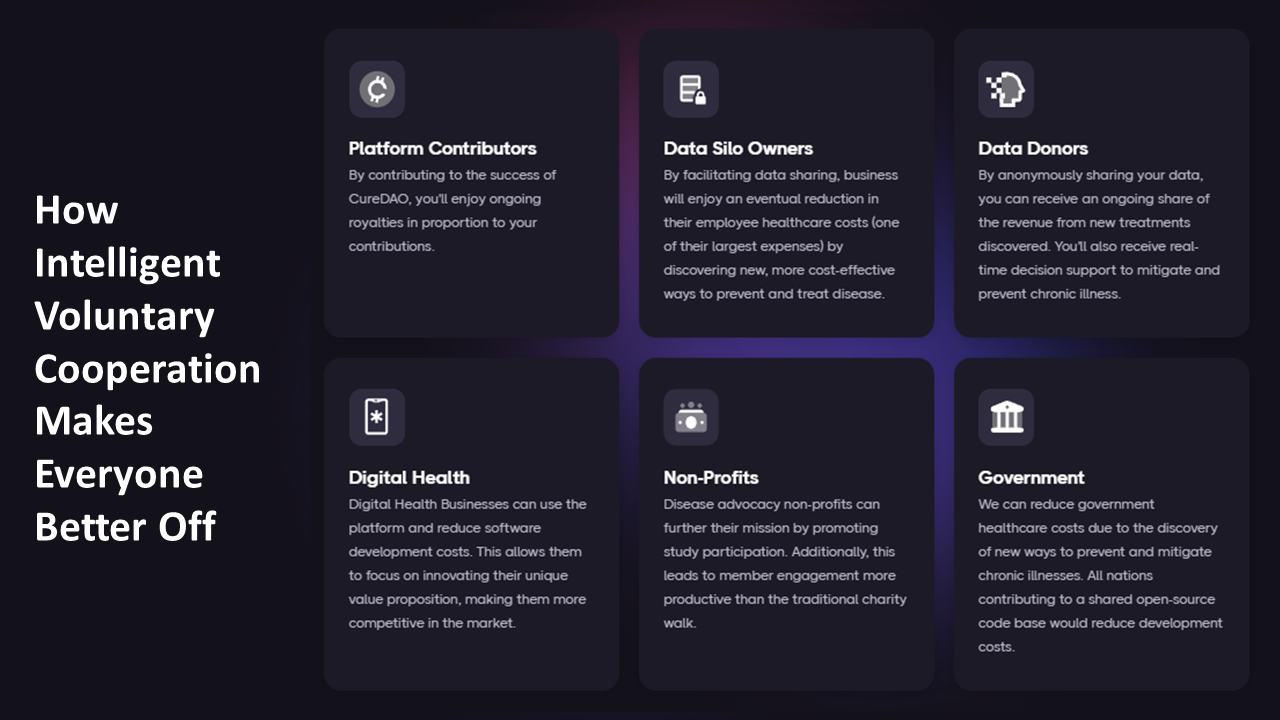 How
Intelligent
Voluntary
Cooperation
Makes
Everyone
Better Off
Platform Contributors
By contributing to the success of
CureDAO, you'll enjoy ongoing
royalties in proportion to your
contributions.
Data Silo Owners
By facilitating data sharing, business
will enjoy an eventual reduction in
their employee healthcare costs (one
of their largest expenses) by
discovering new, more cost-effective
ways to prevent and treat disease.
Data Donors
By anonymously sharing your data,
you can receive an ongoing share of
the revenue from new treatments
discovered. You'll also receive real-
time decision support to mitigate and
prevent chronic illness.
Digital Health
Digital Health Businesses can use the
platform and reduce software
development costs. This allows them
to focus on innovating their unique
value proposition, making them more
competitive in the market.
Non-Profits
Disease advocacy non-profits can
further their mission by promoting
study participation. Additionally, this
leads to member engagement more
productive than the traditional charity
walk.
Government
We can reduce government
healthcare costs due to the discovery
of new ways to prevent and mitigate
chronic illnesses. All nations
contributing to a shared open-source
code base would reduce development
costs.